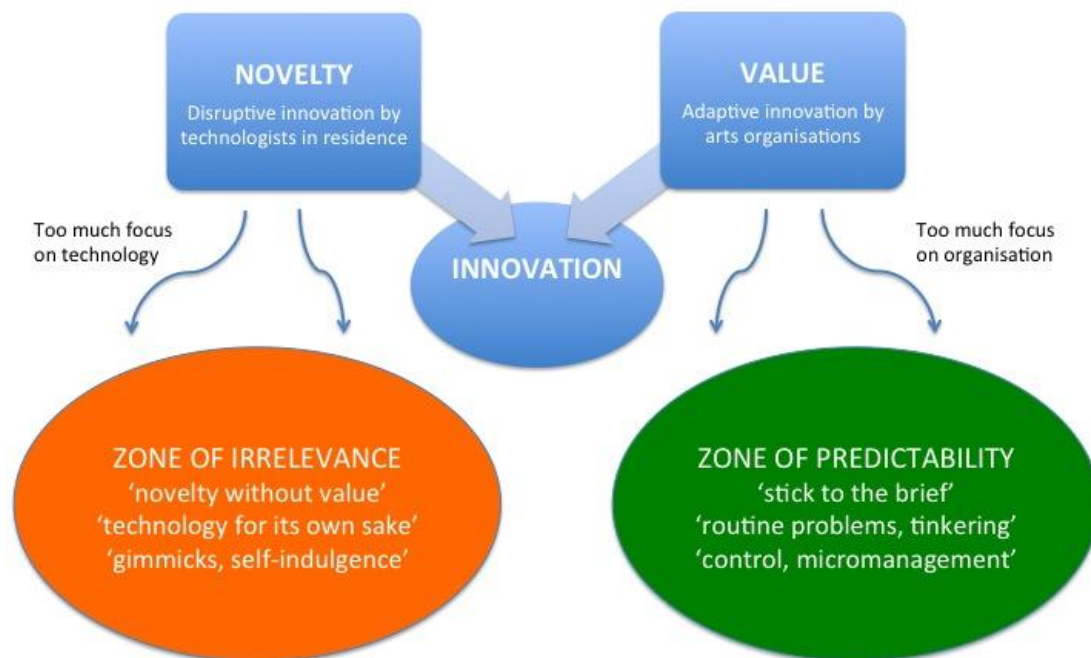 NOVELTY
Disruptive innovation by
technologists in residence
VALUE
Adaptive innovation by
arts organisations
Too much focus
on technology
INNOVATION
Too much focus
on organisation
ZONE OF IRRELEVANCE
‘novelty without value’
‘technology for its own sake’
‘gimmicks, self-indulgence’
ZONE OF PREDICTABILITY
‘stick to the brief’
‘routine problems, tinkering’
‘control, micromanagement’